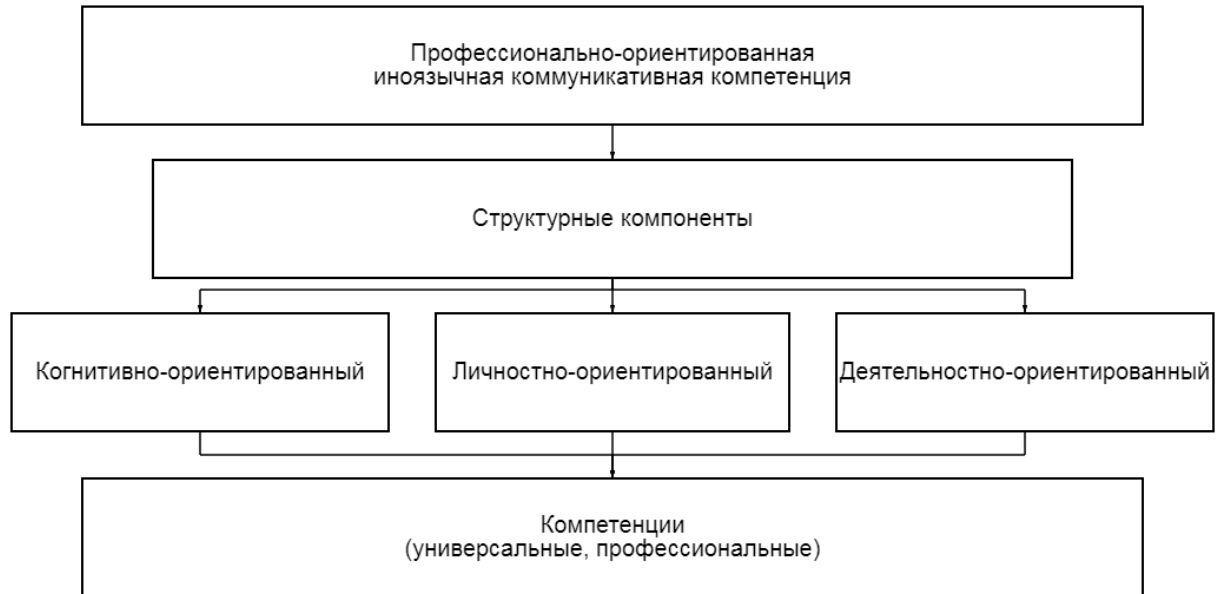 Профессионально-ориентированная
иноязычная коммуникативная компетенция
Структурные компоненты
Когнитивно-ориентированный
Личностно-ориентированный
Деятельностно-ориентированный
Компетенции
(универсальные, профессиональные)